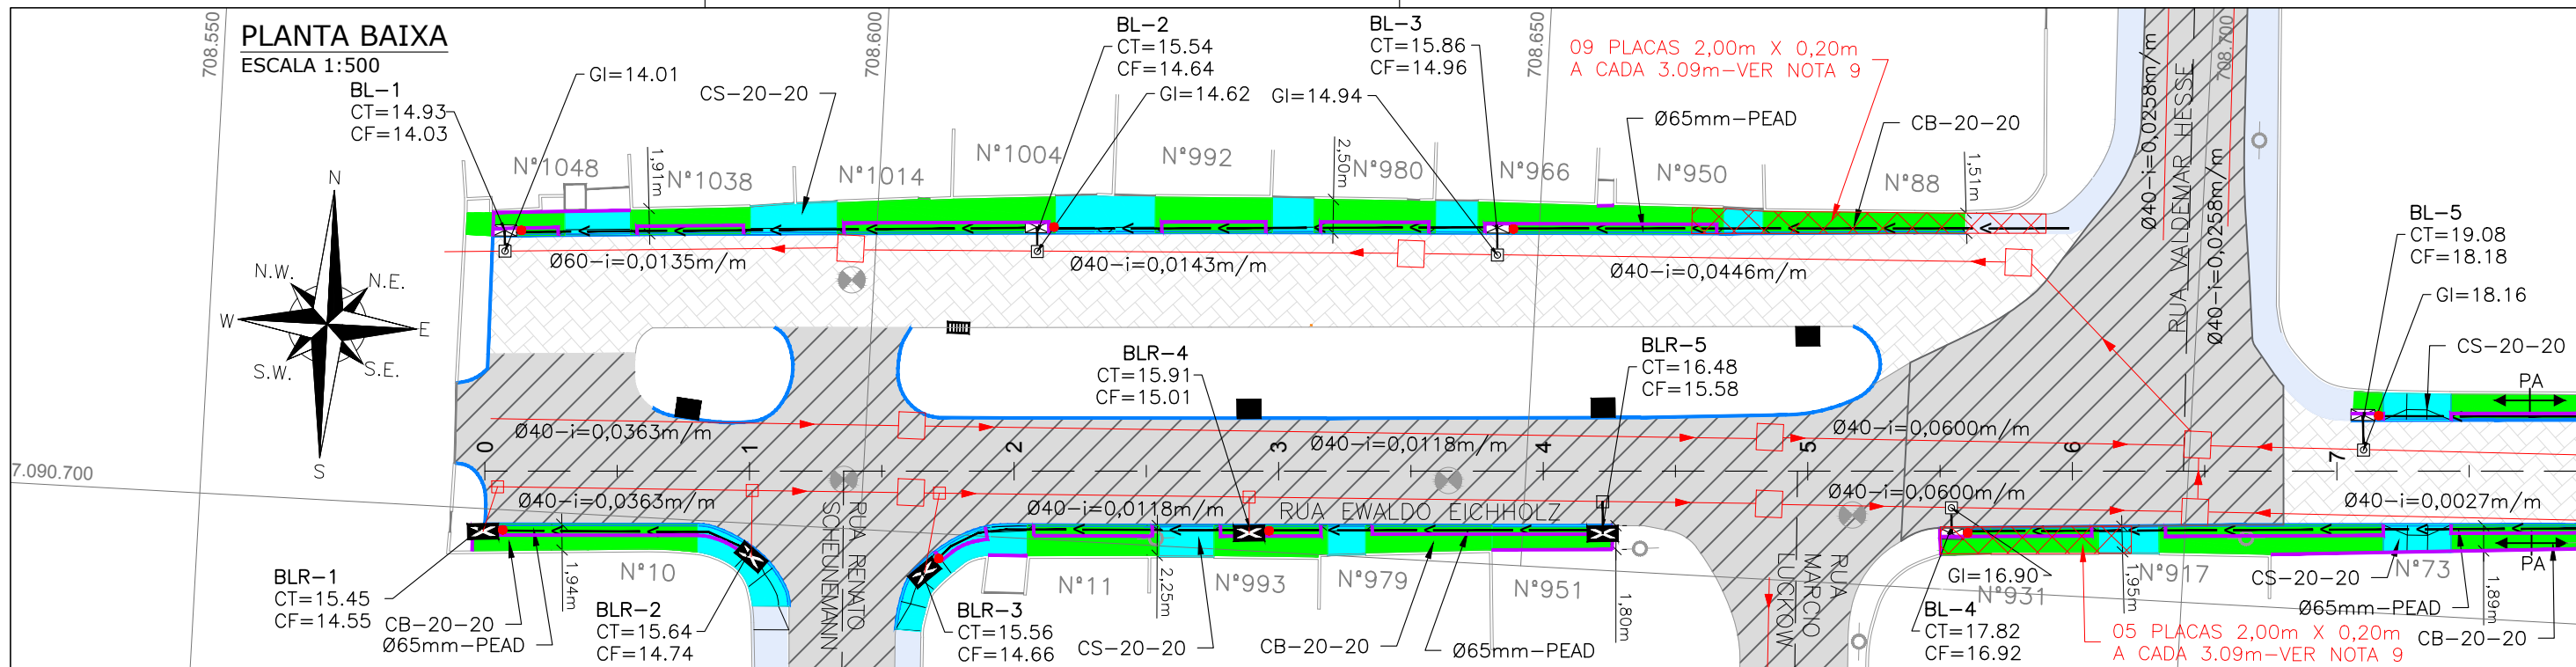 PLANTA BAIXA
ESCALA 1:500
708.550
708.600
708.650
708.700
7.090.700
BL-1
CT=14.93
CF=14.03
GI=14.01
CS-20-20
BL-2
CT=15.54
CF=14.64
GI=14.62
BL-3
CT=15.86
CF=14.96
GI=14.94
09 PLACAS 2,00m X 0,20m
A CADA 3.09m-VER NOTA 9
Ø65mm-PEAD
CB-20-20
N°1048
1,91m
N°1038
N°1014
N°1004
N°992
2,50m
N°980
N°966
N°950
N°88
1,51m
Ø40-i=0,0258m/m
RUA VALDEMAR HESSE
Ø40-i=0,0258m/m
BL-5
CT=19.08
CF=18.18
GI=18.16
CS-20-20
PA
N
N.W.
N.E.
W
E
S.W.
S.E.
S
Ø60-i=0,0135m/m
Ø40-i=0,0143m/m
Ø40-i=0,0446m/m
BLR-4
CT=15.91
CF=15.01
BLR-5
CT=16.48
CF=15.58
Ø40-i=0,0363m/m
Ø40-i=0,0118m/m
Ø40-i=0,0600m/m
0
1
2
3
4
5
6
7
Ø40-i=0,0363m/m
Ø40-i=0,0118m/m
RUA EWALDO EICHHOLZ
Ø40-i=0,0600m/m
Ø40-i=0,0027m/m
RUA RENATO
SCHEUNEMANN
RUA
MARCIO
LUCKOW
BLR-1
CT=15.45
CF=14.55
CB-20-20
Ø65mm-PEAD
1,94m
N°10
BLR-2
CT=15.64
CF=14.74
BLR-3
CT=15.56
CF=14.66
N°11
2,25m
CS-20-20
N°993
N°979
CB-20-20
N°951
Ø65mm-PEAD
1,80m
GI=16.90
N°931
BL-4
CT=17.82
CF=16.92
1,95m
N°917
05 PLACAS 2,00m X 0,20m
A CADA 3.09m-VER NOTA 9
CS-20-20
N°73
Ø65mm-PEAD
1,89m
PA
CB-20-20